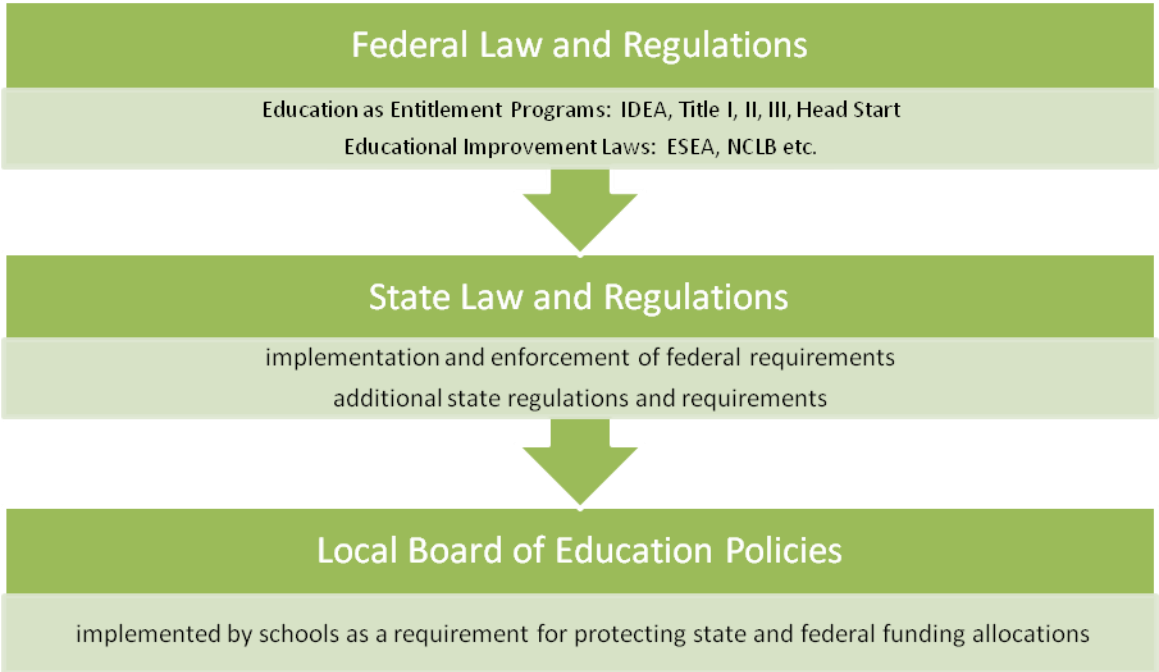 Federal Law and Regulations
Education as Entitlement Programs: IDEA, Title I, II, III, Head Start
Educational Improvement Laws: ESEA, NCLB etc.
State Law and Regulations
implementation and enforcement of federal requirements
additional state regulations and requirements
Local Board of Education Policies
implemented by schools as a requirement for protecting state and federal funding allocations